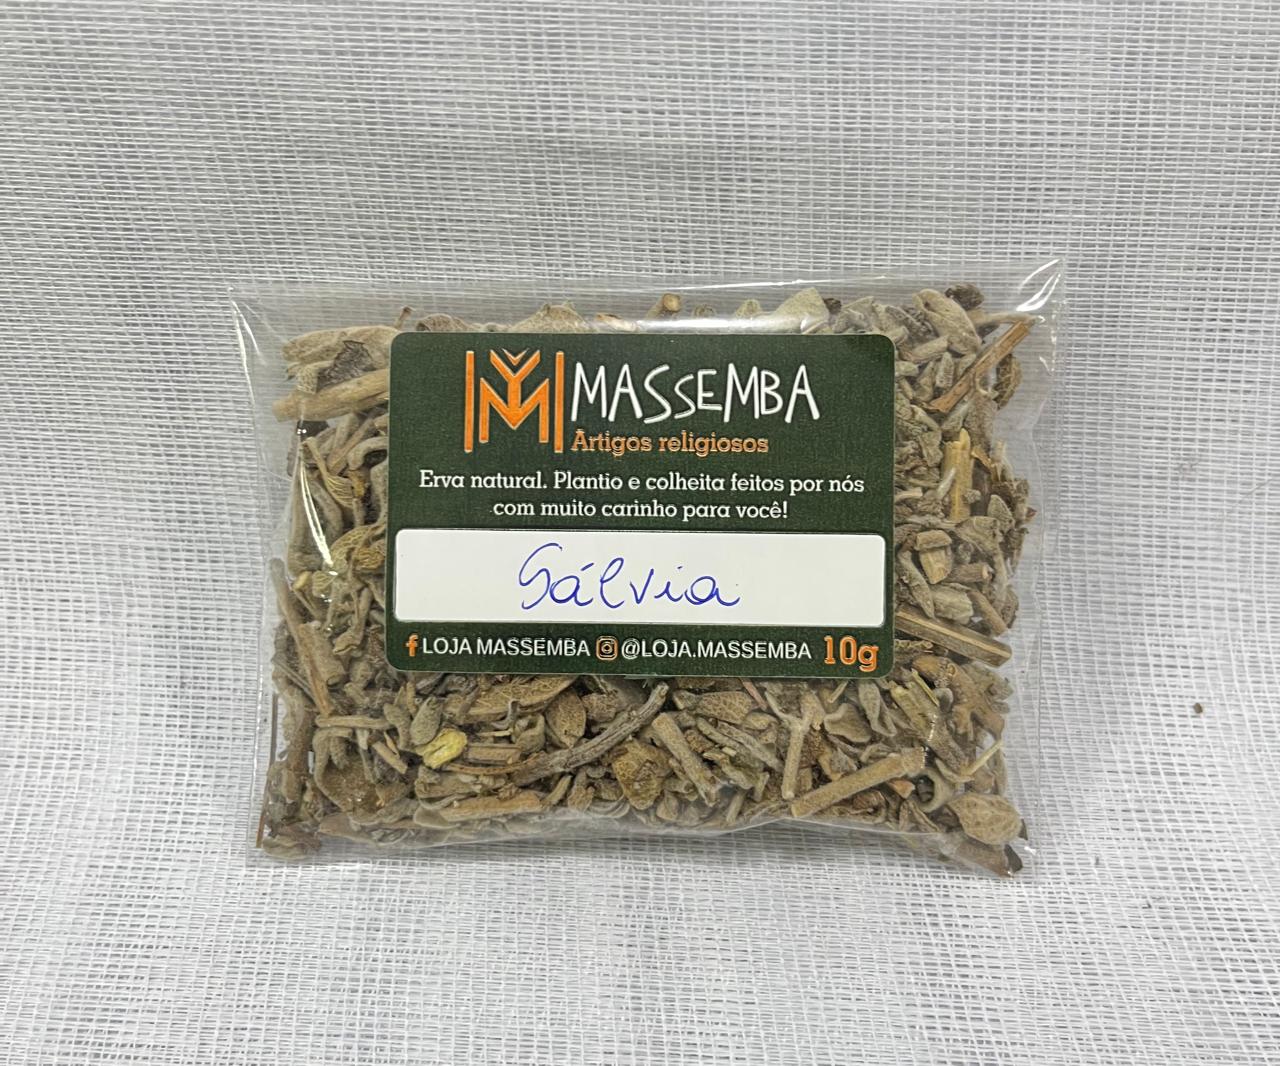 MASSEMBA
Artigos religiosos
Erva natural. Plantio e colheita feitos por nós
com muito carinho para você!
Sálvia
LOJA MASSEMBA @LOJA.MASSEMBA 10g